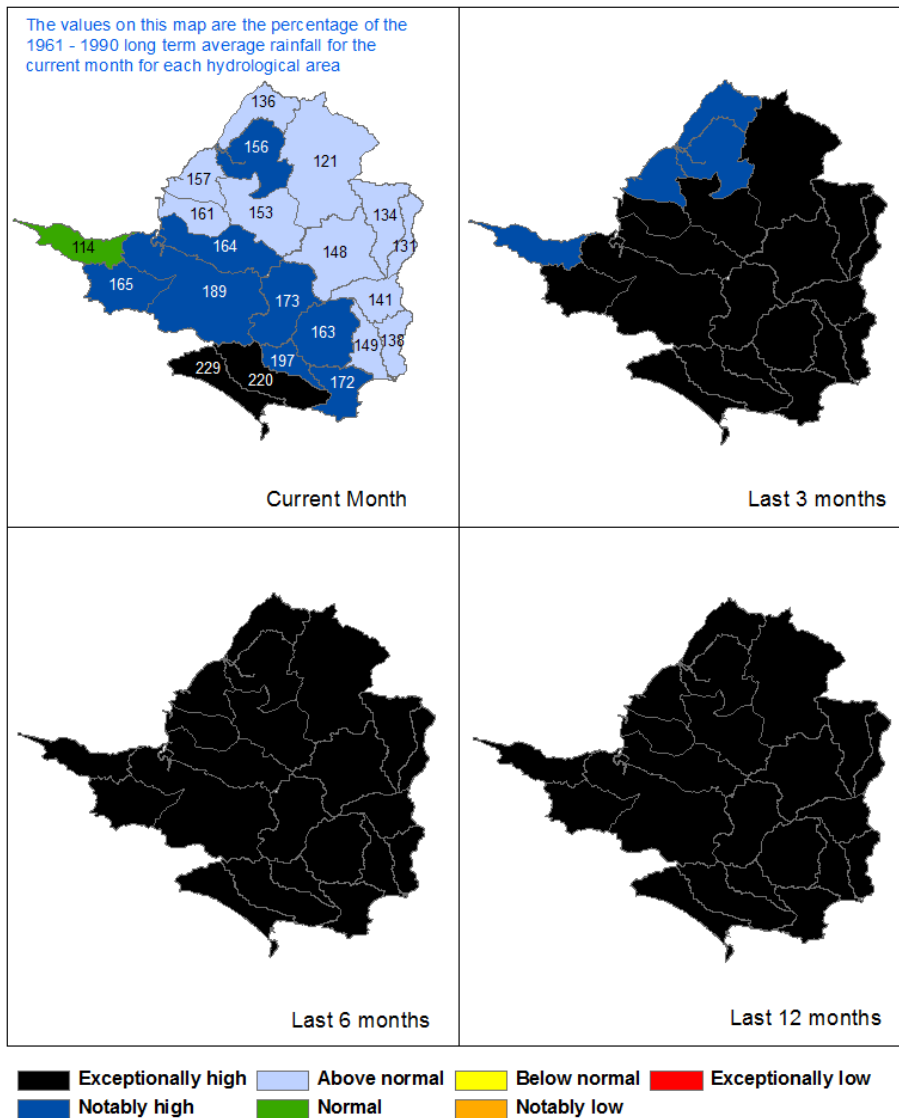 The values on this map are the percentage of the
1961 - 1990 long term average rainfall for the
current month for each hydrological area
136
156
121
157
153
134
161
131
164
148
114
165
189
173
141
163
149
138
197
229
220
172
Current Month
Last 3 months
Last 6 months
Last 12 months
Exceptionally high
Above normal
Below normal
Exceptionally low
Notably high
Normal
Notably low